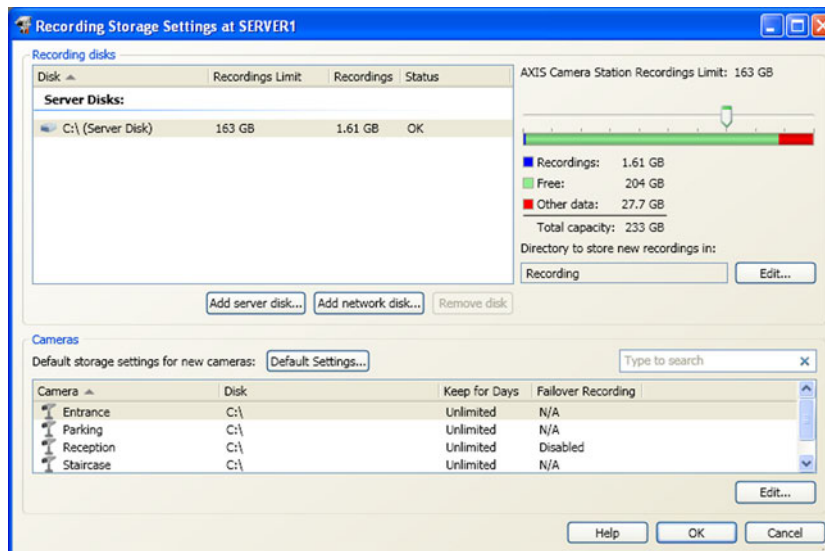 Recording Storage Settings at SERVER1
Recording disks
Disk Recordings Limit Recordings Status
Server Disks:
C:\ (Server Disk) 163 GB 1.61 GB OK
AXIS Camera Station Recordings Limit: 163 GB
Recordings: 1.61 GB
Free: 204 GB
Other data: 27.7 GB
Total capacity: 233 GB
Directory to store new recordings in:
Recording Edit...
Add server disk... Add network disk... Remove disk
Cameras
Default storage settings for new cameras: Default Settings... Type to search
Camera Disk Keep for Days Failover Recording
Entrance C:\ Unlimited N/A
Parking C:\ Unlimited N/A
Reception C:\ Unlimited Disabled
Staircase C:\ Unlimited N/A
Edit...
Help OK Cancel